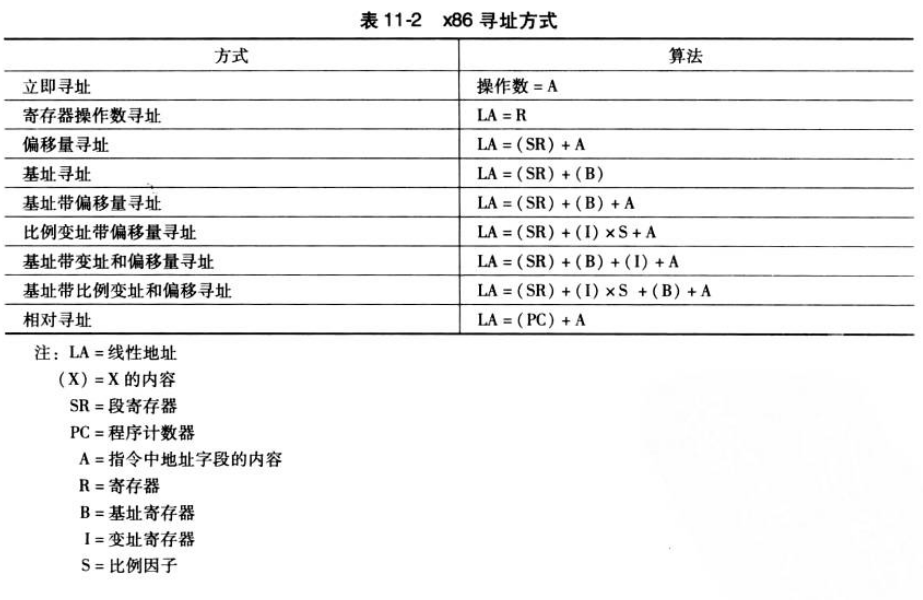 表 11-2 x86 寻址方式
方式 算法
立即寻址 操作数 = A
寄存器操作数寻址 LA = R
偏移量寻址 LA = (SR) + A
基址寻址 LA = (SR) + (B)
基址带偏移量寻址 LA = (SR) + (B) + A
比例变址带偏移量寻址 LA = (SR) + (I) × S + A
基址带变址和偏移量寻址 LA = (SR) + (B) + (I) + A
基址带比例变址和偏移寻址 LA = (SR) + (I) × S + (B) + A
相对寻址 LA = (PC) + A
注: LA = 线性地址
(X) = X 的内容
SR = 段寄存器
PC = 程序计数器
A = 指令中地址字段的内容
R = 寄存器
B = 基址寄存器
I = 变址寄存器
S = 比例因子